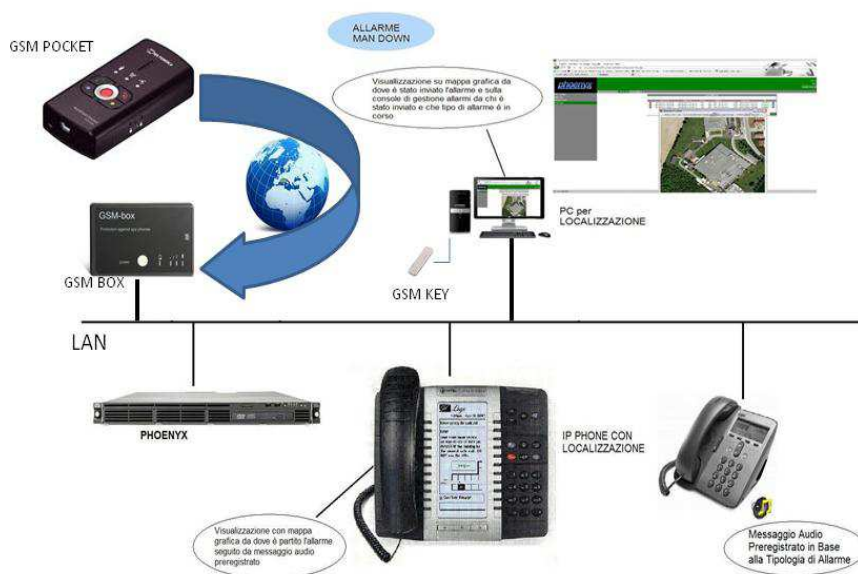 GSM POCKET
ALLARME
MAN DOWN
Visualizzazione su mappa grafica da
dove è stato inviato l'allarme e sulla
console di gestione allarmi da chi è
stato inviato e che tipo di allarme è in
corso
PHOENYX
PC per
LOCALIZZAZIONE
GSM-box
GSM BOX
GSM KEY
LAN
PHOENYX
Logo
IP PHONE CON
LOCALIZZAZIONE
Visualizzazione con mappa
grafica da dove è partito l'allarme
seguito da messaggio audio
preregistrato
Messaggio Audio
Preregistrato in Base
alla Tipologia di Allarme